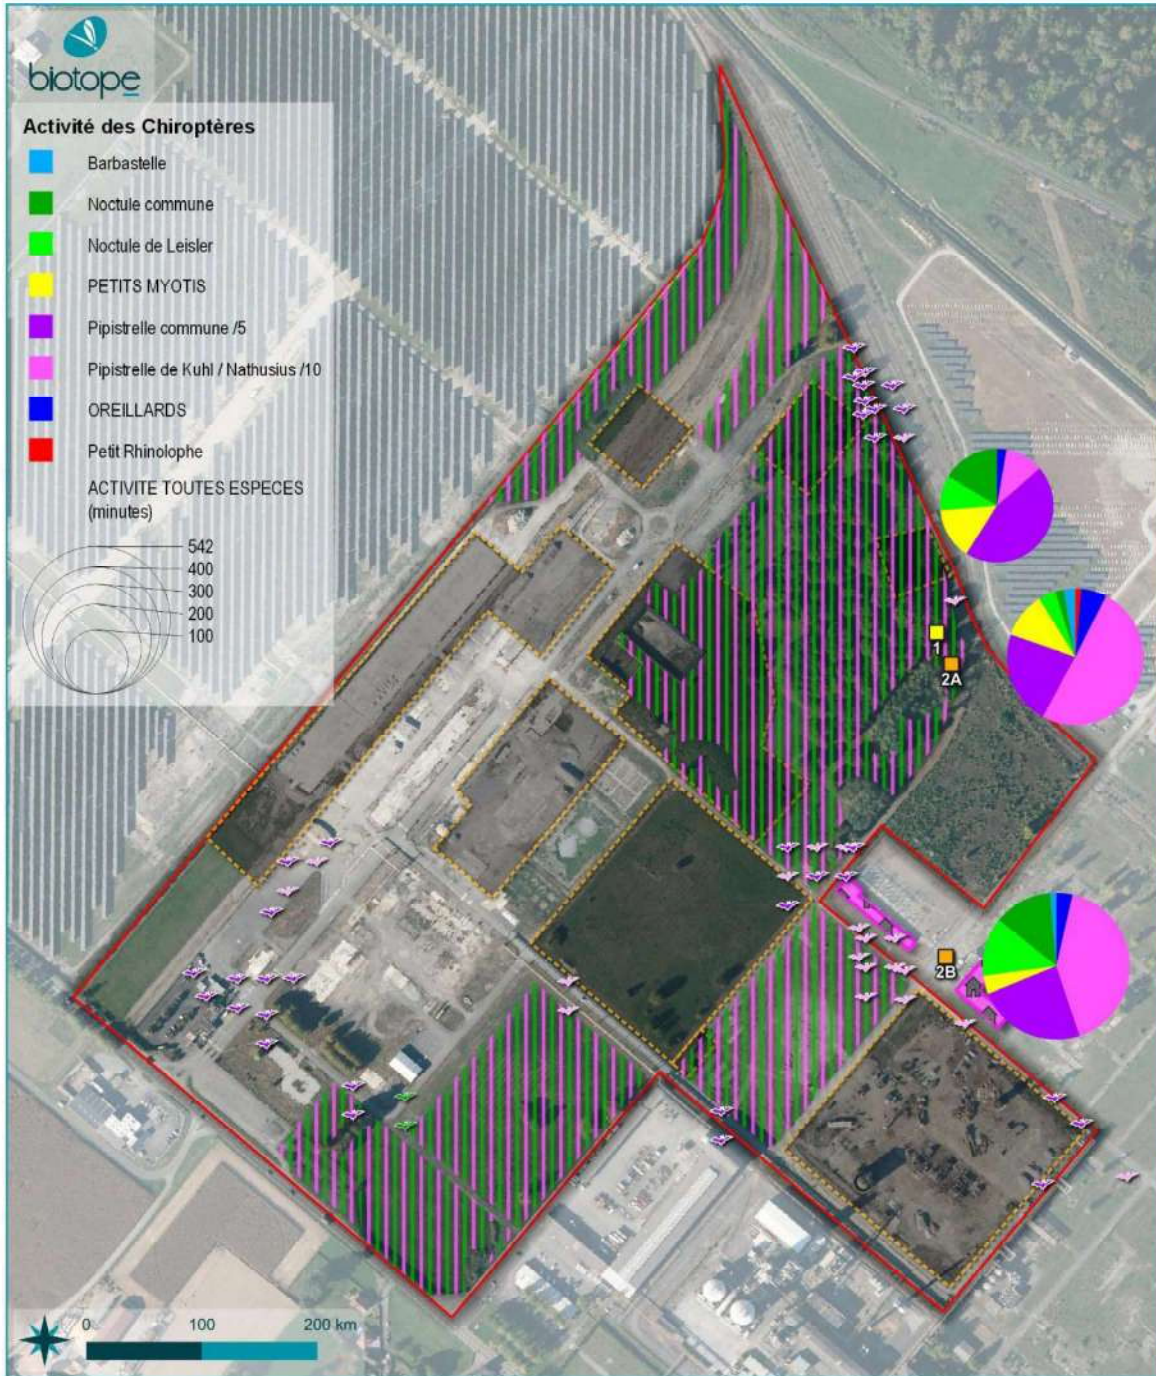 biotope
Activité des Chiroptères
Barbastelle
Noctule commune
Noctule de Leisler
PETITS MYOTIS
Pipistrelle commune /5
Pipistrelle de Kuhl / Nathusius /10
OREILLARDS
Petit Rhinolophe
ACTIVITE TOUTES ESPECES
(minutes)
542
400
300
200
100
1
2A
2B
0 100 200 km